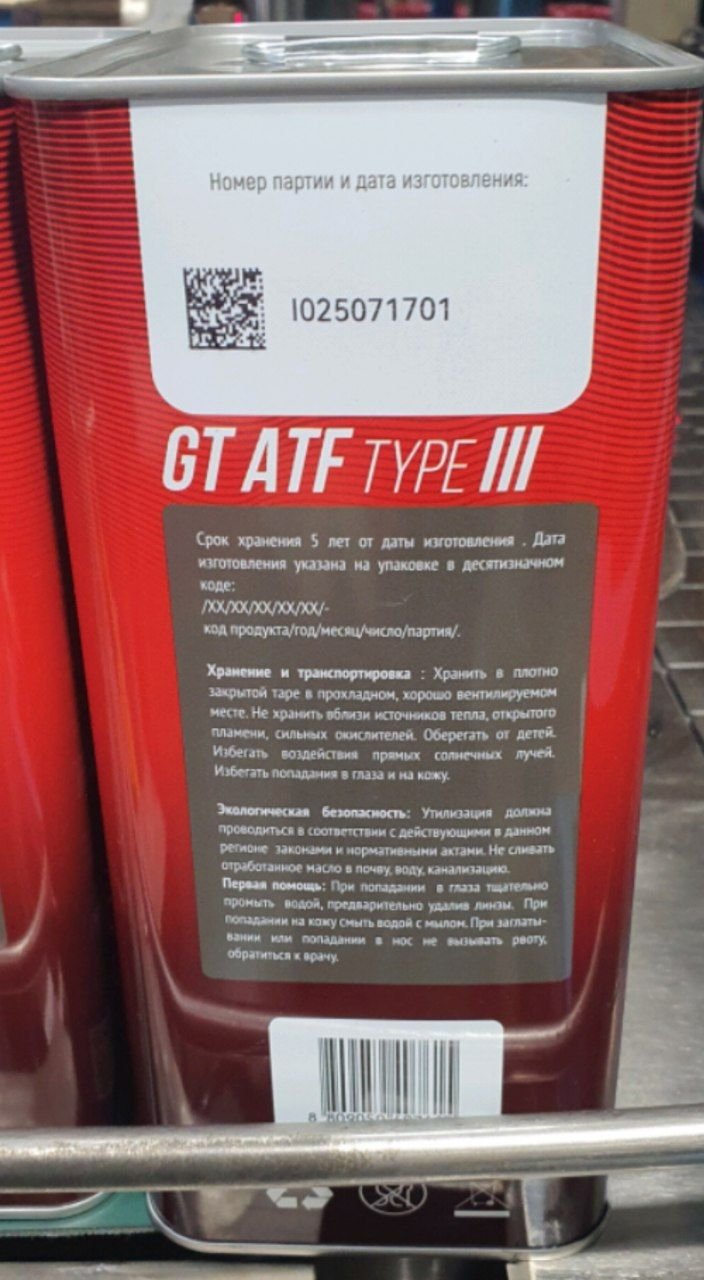 Номер партии и дата изготовления:
I025071701
GT ATF TYPE III
Срок хранения 5 лет от даты изготовления . Дата
изготовления указана на упаковке в десятизначном
коде:
/XX/XX/XX/XX/XX/-
код продукта/год/месяц/число/партия/.
Хранение и транспортировка : Хранить в плотно
закрытой таре в прохладном, хорошо вентилируемом
месте. Не хранить вблизи источников тепла, открытого
пламени, сильных окислителей. Оберегать от детей.
Избегать воздействия прямых солнечных лучей.
Избегать попадания в глаза и на кожу.
Экологическая безопасность: Утилизация должна
проводиться в соответствии с действующими в данном
регионе законами и нормативными актами. Не сливать
отработанное масло в почву, воду, канализацию.
Первая помощь: При попадании в глаза тщательно
промыть водой, предварительно удалив линзы. При
попадании на кожу смыть водой с мылом. При заглаты-
вании или попадании в нос не вызывать рвоту,
обратиться к врачу.